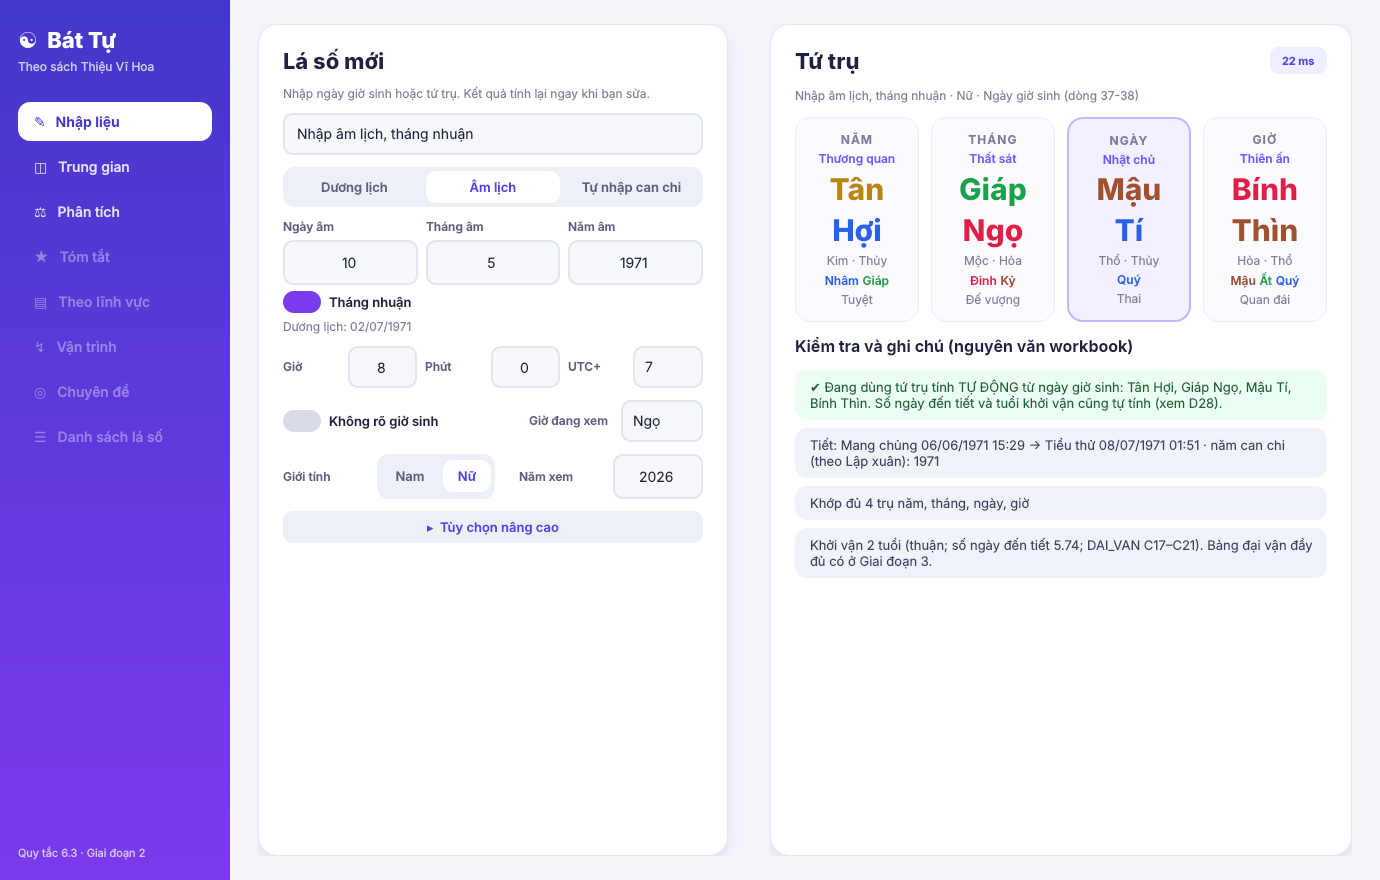 ☯ Bát Tự
Theo sách Thiệu Vĩ Hoa
✎ Nhập liệu
◫ Trung gian
⚖ Phân tích
★ Tóm tắt
▤ Theo lĩnh vực
↯ Vận trình
◎ Chuyên đề
☰ Danh sách lá số
Quy tắc 6.3 · Giai đoạn 2
Lá số mới
Nhập ngày giờ sinh hoặc tứ trụ. Kết quả tính lại ngay khi bạn sửa.
Nhập âm lịch, tháng nhuận
Dương lịch Âm lịch Tự nhập can chi
Ngày âm Tháng âm Năm âm
10 5 1971
Tháng nhuận
Dương lịch: 02/07/1971
Giờ 8 Phút 0 UTC+ 7
Không rõ giờ sinh Giờ đang xem Ngọ
Giới tính Nam Nữ Năm xem 2026
▸ Tùy chọn nâng cao
Tứ trụ
22 ms
Nhập âm lịch, tháng nhuận · Nữ · Ngày giờ sinh (dòng 37-38)
NĂM THÁNG NGÀY GIỜ
Thương quan Thất sát Nhật chủ Thiên ấn
Tân Giáp Mậu Bính
Hợi Ngọ Tí Thìn
Kim · Thủy Mộc · Hỏa Thổ · Thủy Hỏa · Thổ
Nhâm Giáp Đinh Kỷ Quý Mậu Ất Quý
Tuyệt Đế vượng Thai Quan đái
Kiểm tra và ghi chú (nguyên văn workbook)
✔ Đang dùng tứ trụ tính TỰ ĐỘNG từ ngày giờ sinh: Tân Hợi, Giáp Ngọ, Mậu Tí,
Bính Thìn. Số ngày đến tiết và tuổi khởi vận cũng tự tính (xem D28).
Tiết: Mang chủng 06/06/1971 15:29 → Tiểu thử 08/07/1971 01:51 · năm can chi
(theo Lập xuân): 1971
Khớp đủ 4 trụ năm, tháng, ngày, giờ
Khởi vận 2 tuổi (thuận; số ngày đến tiết 5.74; DAI_VAN C17–C21). Bảng đại vận đầy
đủ có ở Giai đoạn 3.